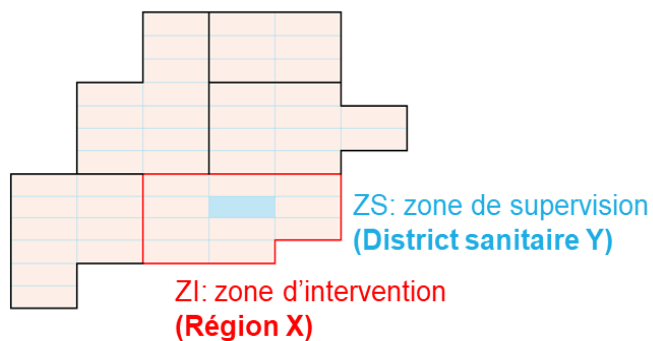 ZS: zone de supervision
(District sanitaire Y)
ZI: zone d’intervention
(Région X)